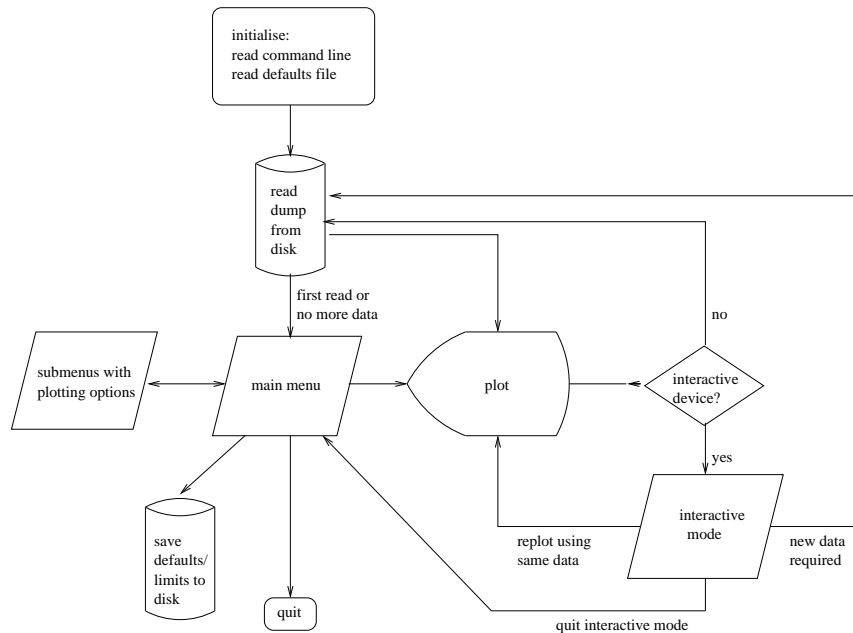 initialise:
read command line
read defaults file
read
dump
from
disk
first read or
no more data
no
submenus with
plotting options
main menu
plot
interactive
device?
yes
interactive
mode
save
defaults/
limits to
disk
replot using
same data
new data
required
quit
quit interactive mode